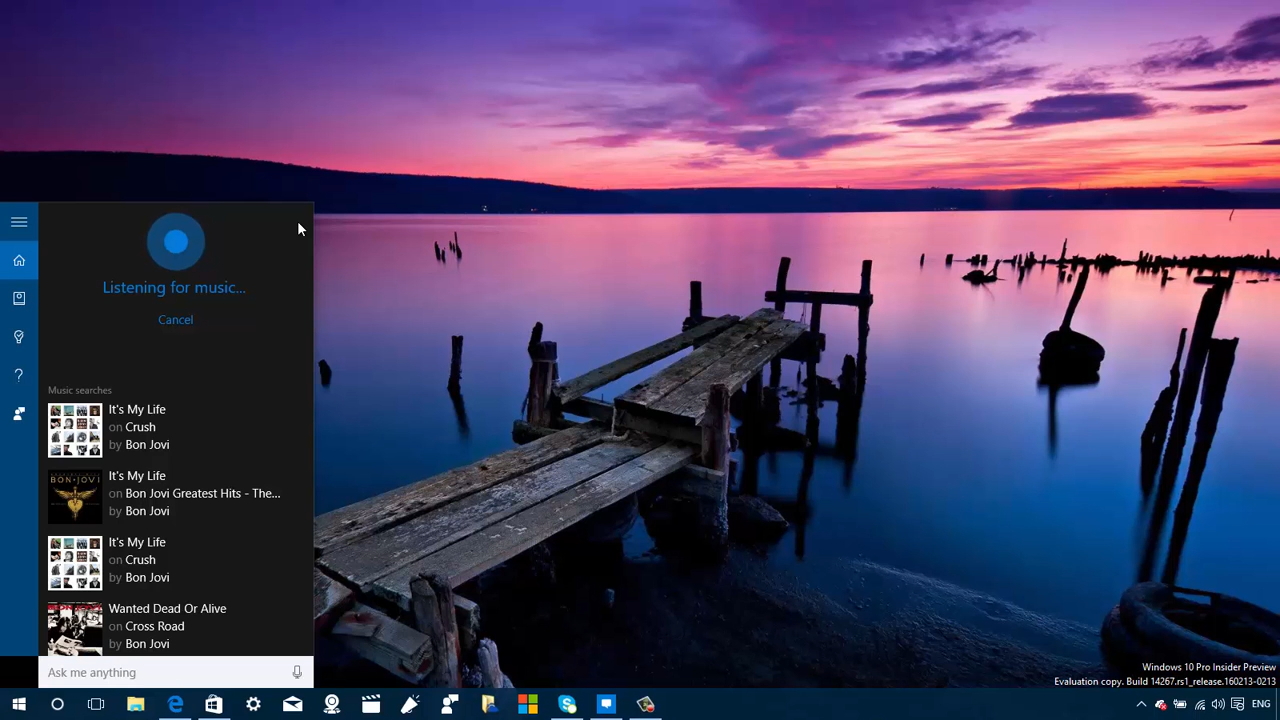 Listening for music...
Cancel
Music searches
It's My Life
on Crush
by Bon Jovi
BON JOVI
It's My Life
on Bon Jovi Greatest Hits - The...
by Bon Jovi
It's My Life
on Crush
by Bon Jovi
Wanted Dead Or Alive
on Cross Road
by Bon Jovi
Ask me anything
Windows 10 Pro Insider Preview
Evaluation copy. Build 14267.rs1_release.160213-0213
ENG